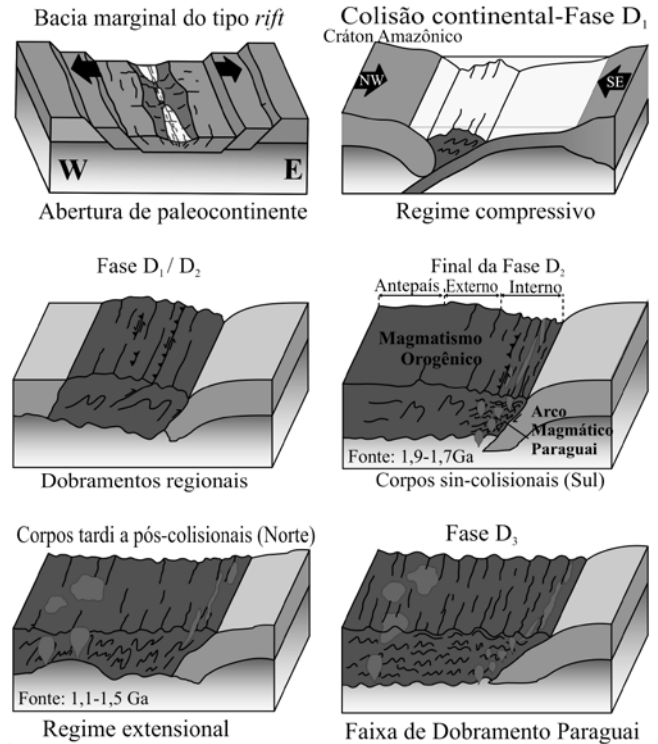 Bacia marginal do tipo rift
W
E
Abertura de paleocontinente
Colisão continental-Fase D₁
Cráton Amazônico
NW
SE
Regime compressivo
Fase D₁/ D₂
Dobramentos regionais
Final da Fase D₂
Antepaís Externo Interno
Magmatismo
Orogênico
Arco
Magmático
Paraguai
Fonte: 1,9-1,7Ga
Corpos sin-colisionais (Sul)
Corpos tardi a pós-colisionais (Norte)
Fonte: 1,1-1,5 Ga
Regime extensional
Fase D₃
Faixa de Dobramento Paraguai